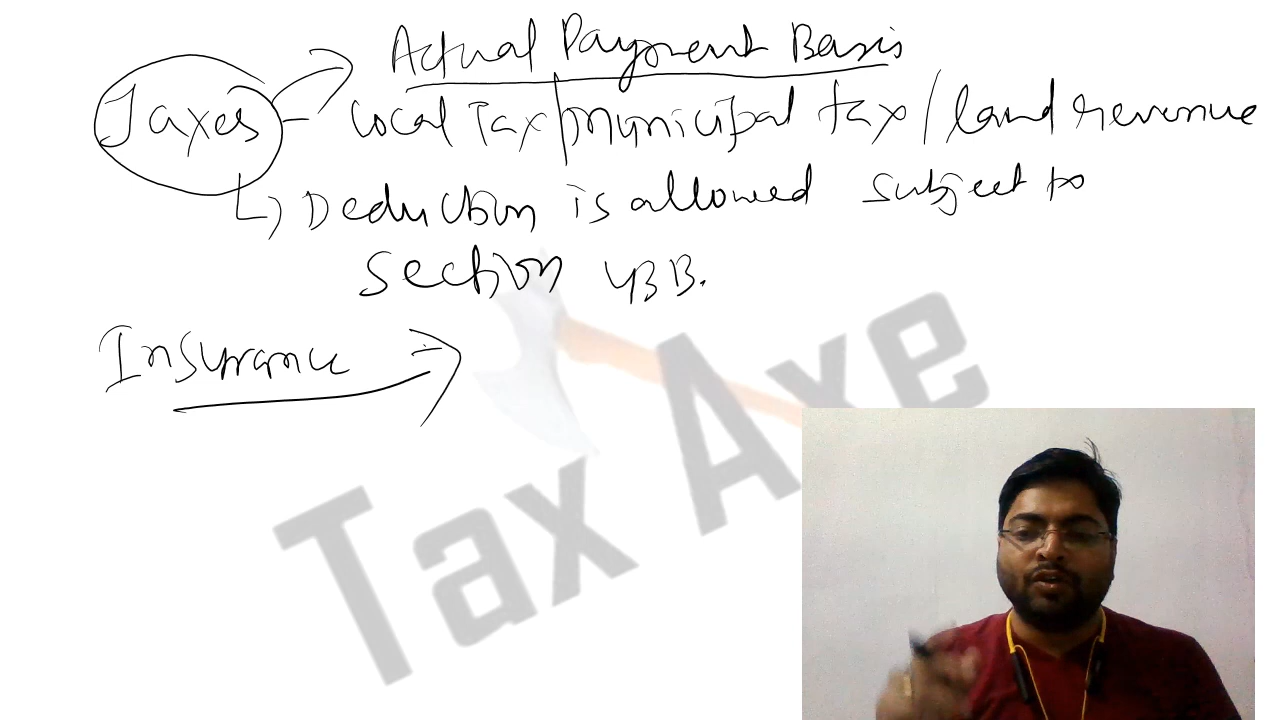 Actual Payment Basis
Taxes - Local Tax/Municipal tax/land revenue
↳ Deduction is allowed subject to
section 43B.
Insurance →
Tax Axe